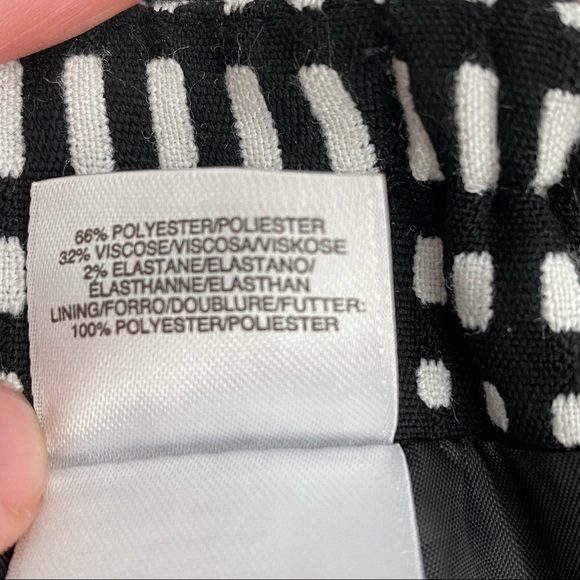 66% POLYESTER/POLIESTER
32% VISCOSE/VISCOSA/VISKOSE
2% ELASTANE/ELASTANO/
ÉLASTHANNE/ELASTHAN
LINING/FORRO/DOUBLURE/FUTTER:
100% POLYESTER/POLIESTER